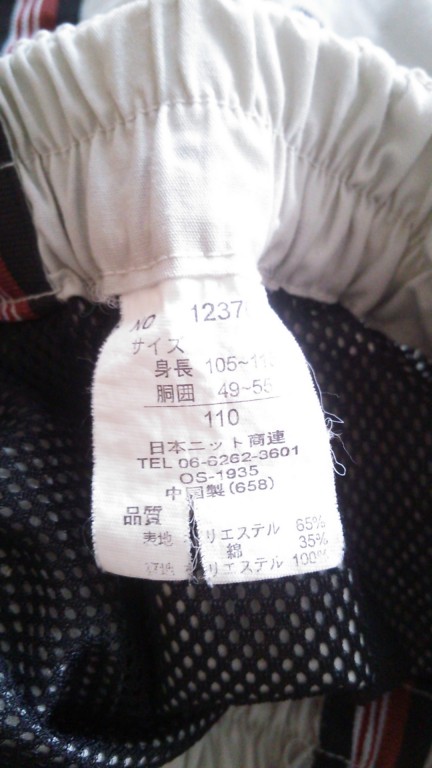 NO 1237
サイズ
身長 105~11
胴囲 49~55
110
日本ニット商連
TEL 06-6262-3601
OS-1935
中国製(658)
品質
表地 リエステル 65%
綿 35%
リエステル 100%